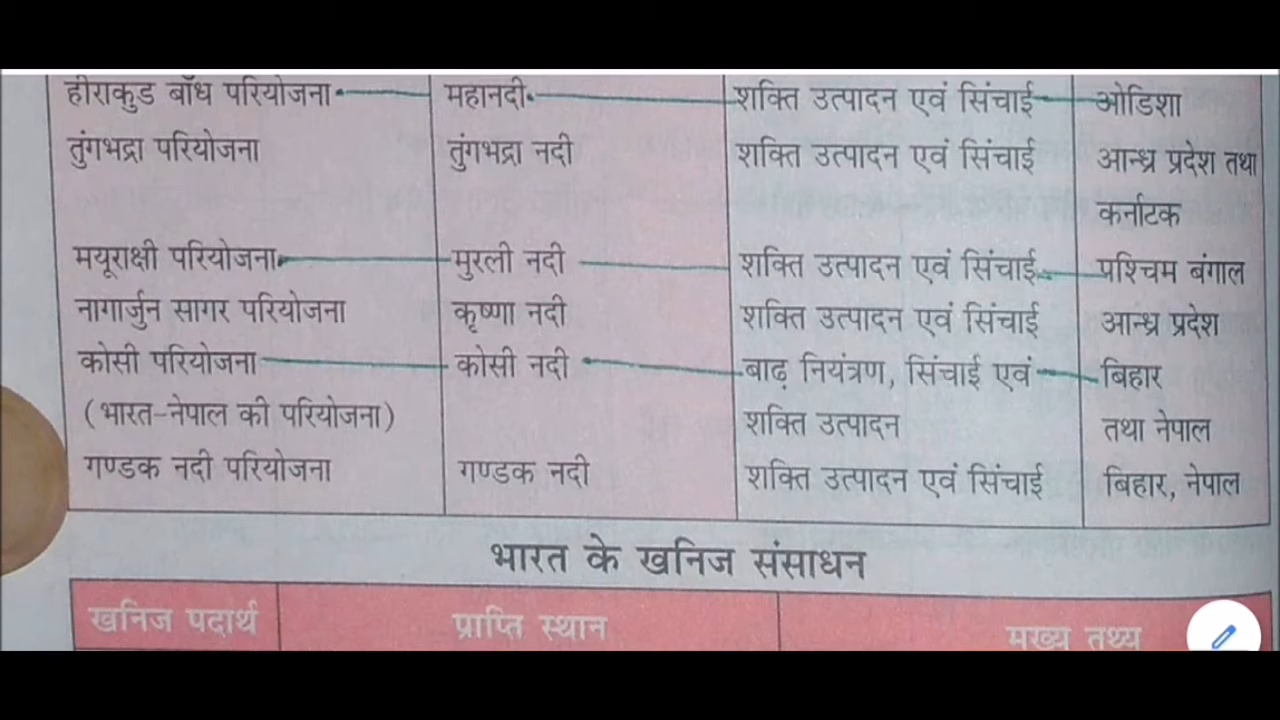 हीराकुड बाँध परियोजना महानदी शक्ति उत्पादन एवं सिंचाई ओडिशा
तुंगभद्रा परियोजना तुंगभद्रा नदी शक्ति उत्पादन एवं सिंचाई आन्ध्र प्रदेश तथा
कर्नाटक
मयूराक्षी परियोजना मुरली नदी शक्ति उत्पादन एवं सिंचाई पश्चिम बंगाल
नागार्जुन सागर परियोजना कृष्णा नदी शक्ति उत्पादन एवं सिंचाई आन्ध्र प्रदेश
कोसी परियोजना कोसी नदी बाढ़ नियंत्रण, सिंचाई एवं बिहार
(भारत-नेपाल की परियोजना) शक्ति उत्पादन तथा नेपाल
गण्डक नदी परियोजना गण्डक नदी शक्ति उत्पादन एवं सिंचाई बिहार, नेपाल
भारत के खनिज संसाधन
खनिज पदार्थ प्राप्ति स्थान मुख्य तथ्य